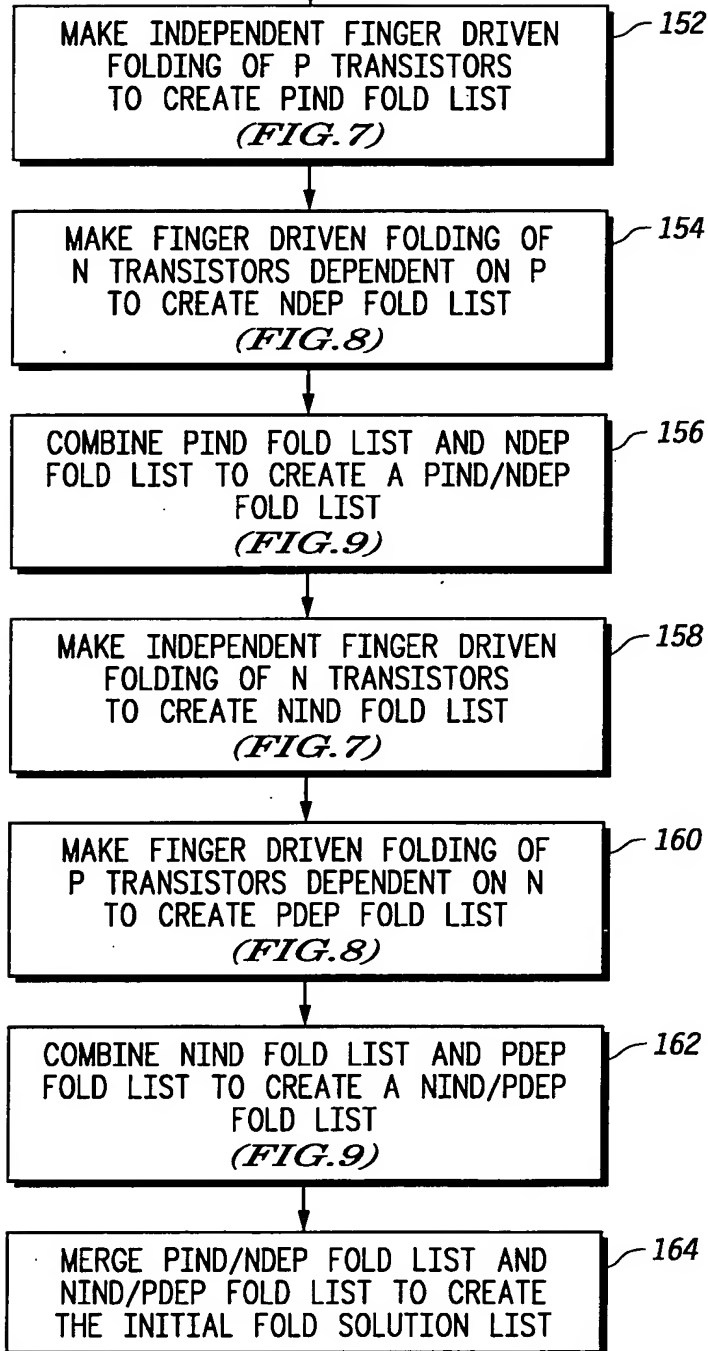 MAKE INDEPENDENT FINGER DRIVEN
FOLDING OF P TRANSISTORS
TO CREATE PIND FOLD LIST
(FIG.7)
152
MAKE FINGER DRIVEN FOLDING OF
N TRANSISTORS DEPENDENT ON P
TO CREATE NDEP FOLD LIST
(FIG.8)
154
COMBINE PIND FOLD LIST AND NDEP
FOLD LIST TO CREATE A PIND/NDEP
FOLD LIST
(FIG.9)
156
MAKE INDEPENDENT FINGER DRIVEN
FOLDING OF N TRANSISTORS
TO CREATE NIND FOLD LIST
(FIG.7)
158
MAKE FINGER DRIVEN FOLDING OF
P TRANSISTORS DEPENDENT ON N
TO CREATE PDEP FOLD LIST
(FIG.8)
160
COMBINE NIND FOLD LIST AND PDEP
FOLD LIST TO CREATE A NIND/PDEP
FOLD LIST
(FIG.9)
162
MERGE PIND/NDEP FOLD LIST AND
NIND/PDEP FOLD LIST TO CREATE
THE INITIAL FOLD SOLUTION LIST
164